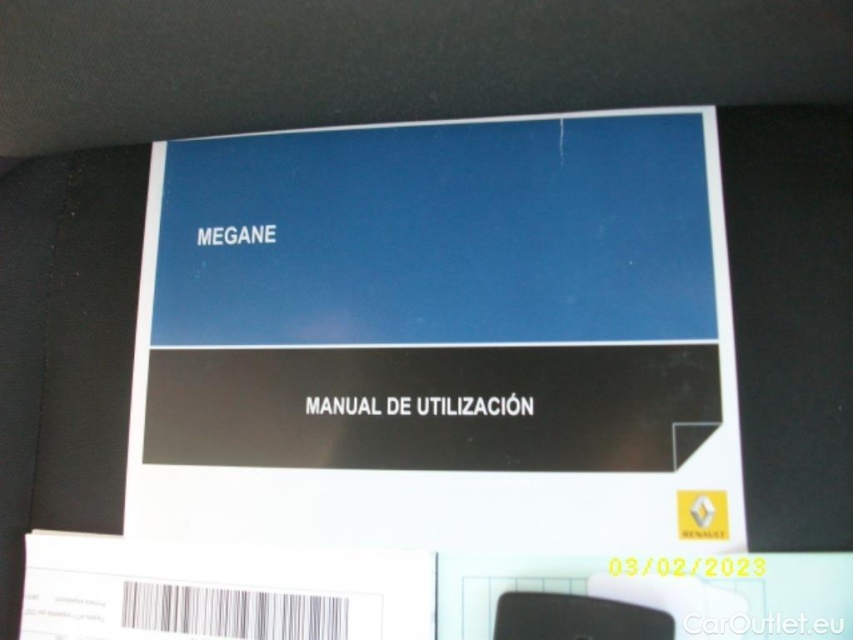 MEGANE
MANUAL DE UTILIZACIÓN
RENAULT
03/02/2023
CarOutlet.eu